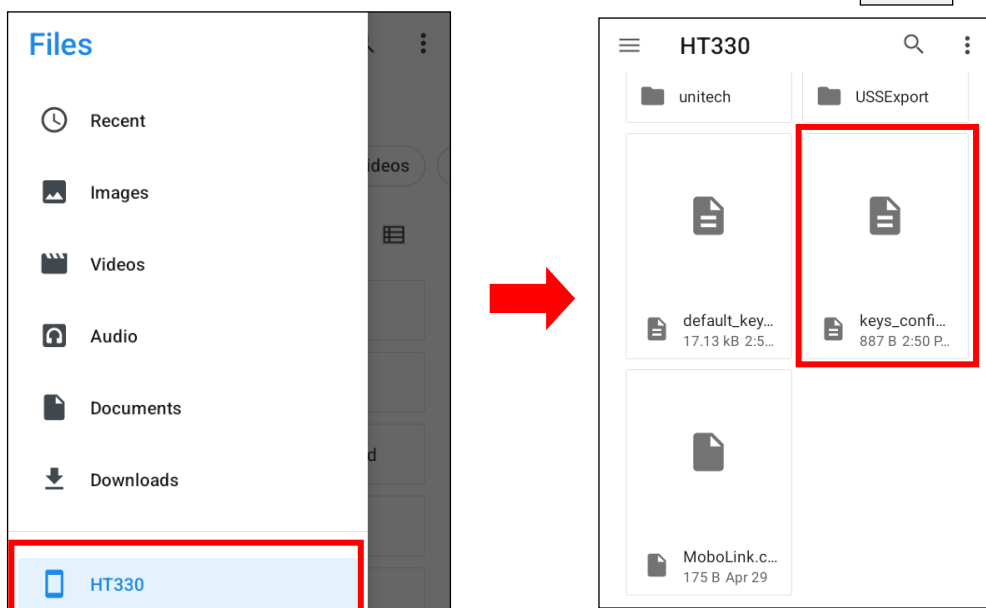 Files
Recent
Images
Videos
Audio
Documents
Downloads
HT330
ideos
d
HT330
unitech
USSExport
default_key...
17.13 kB 2:5...
keys_confi...
887 B 2:50 P...
MoboLink.c...
175 B Apr 29